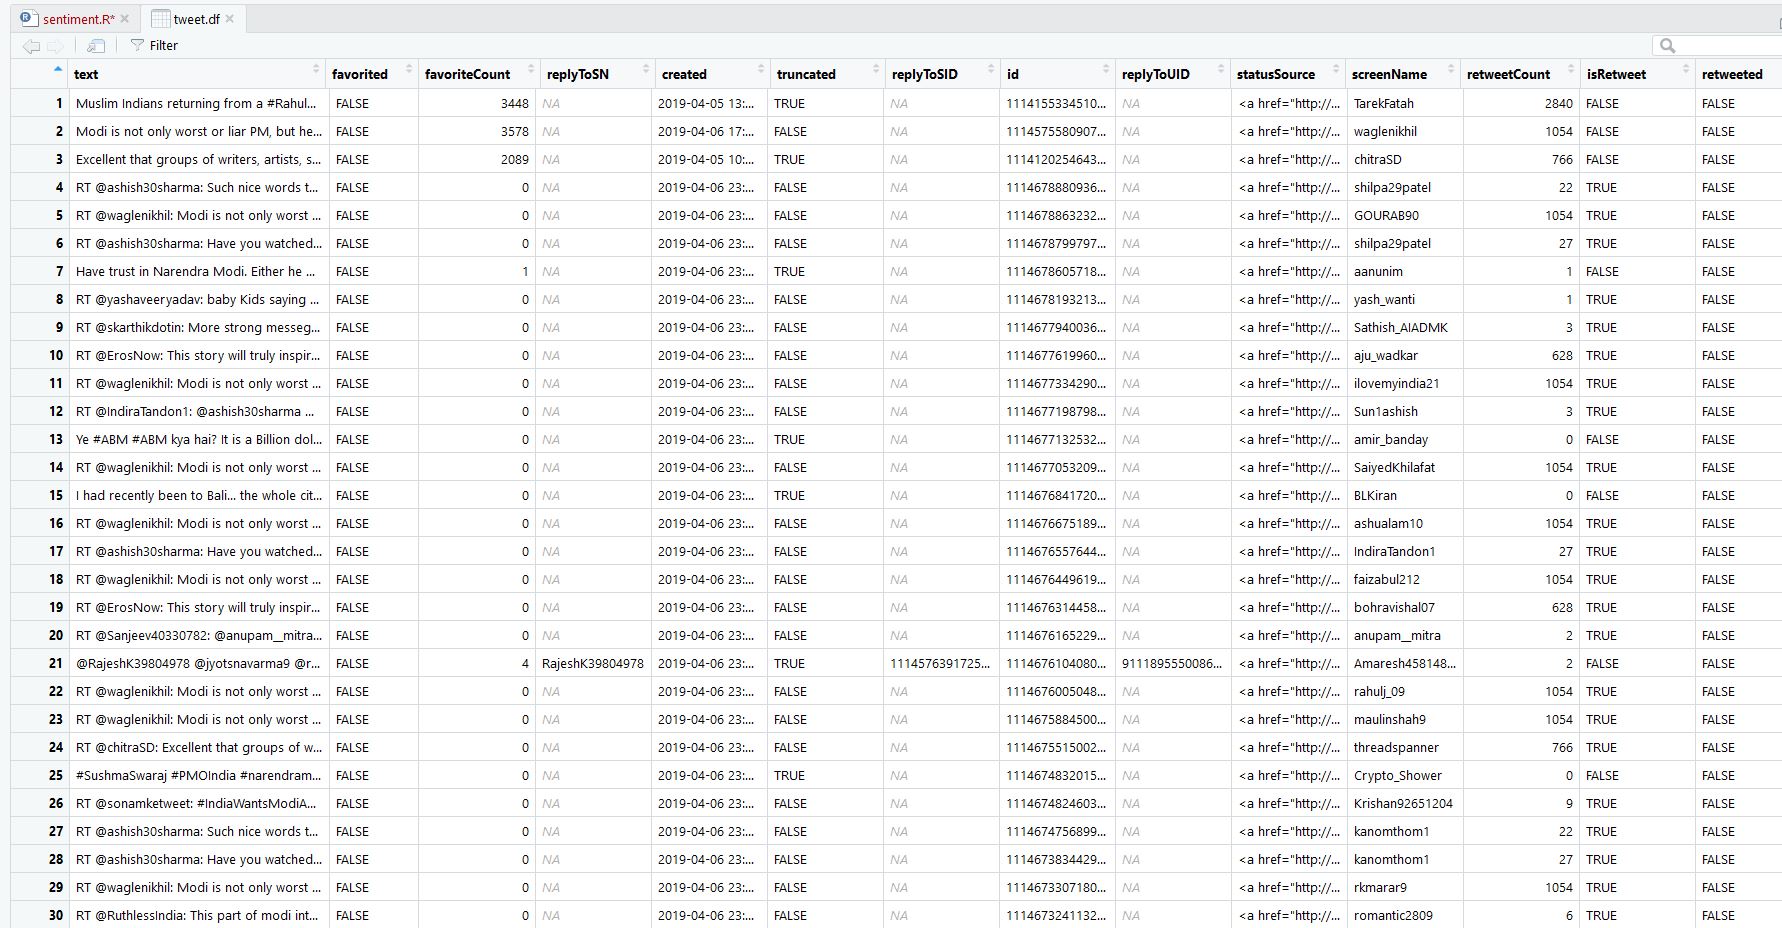 sentiment.R*
tweet.df
Filter
text favorited favoriteCount replyToSN created truncated replyToSID id replyToUID statusSource screenName retweetCount isRetweet retweeted
1 Muslim Indians returning from a #Rahul... FALSE 3448 NA 2019-04-05 13:... TRUE NA 1114155334510... NA <a href="http://... TarekFatah 2840 FALSE FALSE
2 Modi is not only worst or liar PM, but he... FALSE 3578 NA 2019-04-06 17:... FALSE NA 1114575580907... NA <a href="http://... waglenikhil 1054 FALSE FALSE
3 Excellent that groups of writers, artists, s... FALSE 2089 NA 2019-04-05 10:... TRUE NA 1114120254643... NA <a href="http://... chitraSD 766 FALSE FALSE
4 RT @ashish30sharma: Such nice words t... FALSE 0 NA 2019-04-06 23:... FALSE NA 1114678880936... NA <a href="http://... shilpa29patel 22 TRUE FALSE
5 RT @waglenikhil: Modi is not only worst ... FALSE 0 NA 2019-04-06 23:... FALSE NA 1114678863232... NA <a href="http://... GOURAB90 1054 TRUE FALSE
6 RT @ashish30sharma: Have you watched... FALSE 0 NA 2019-04-06 23:... FALSE NA 1114678799797... NA <a href="http://... shilpa29patel 27 TRUE FALSE
7 Have trust in Narendra Modi. Either he ... FALSE 1 NA 2019-04-06 23:... TRUE NA 1114678605718... NA <a href="http://... aanunim 1 FALSE FALSE
8 RT @yashaveeryadav: baby Kids saying ... FALSE 0 NA 2019-04-06 23:... FALSE NA 1114678193213... NA <a href="http://... yash_wanti 1 TRUE FALSE
9 RT @skarthikdotin: More strong messeg... FALSE 0 NA 2019-04-06 23:... FALSE NA 1114677940036... NA <a href="http://... Sathish_AIADMK 3 TRUE FALSE
10 RT @ErosNow: This story will truly inspir... FALSE 0 NA 2019-04-06 23:... FALSE NA 1114677619960... NA <a href="http://... aju_wadkar 628 TRUE FALSE
11 RT @waglenikhil: Modi is not only worst ... FALSE 0 NA 2019-04-06 23:... FALSE NA 1114677334290... NA <a href="http://... ilovemyindia21 1054 TRUE FALSE
12 RT @IndiraTandon1: @ashish30sharma ... FALSE 0 NA 2019-04-06 23:... FALSE NA 1114677198798... NA <a href="http://... Sun1ashish 3 TRUE FALSE
13 Ye #ABM #ABM kya hai? It is a Billion dol... FALSE 0 NA 2019-04-06 23:... TRUE NA 1114677132532... NA <a href="http://... amir_banday 0 FALSE FALSE
14 RT @waglenikhil: Modi is not only worst ... FALSE 0 NA 2019-04-06 23:... FALSE NA 1114677053209... NA <a href="http://... SaiyedKhilafat 1054 TRUE FALSE
15 I had recently been to Bali... the whole cit... FALSE 0 NA 2019-04-06 23:... TRUE NA 1114676841720... NA <a href="http://... BLKiran 0 FALSE FALSE
16 RT @waglenikhil: Modi is not only worst ... FALSE 0 NA 2019-04-06 23:... FALSE NA 1114676675189... NA <a href="http://... ashualam10 1054 TRUE FALSE
17 RT @ashish30sharma: Have you watched... FALSE 0 NA 2019-04-06 23:... FALSE NA 1114676557644... NA <a href="http://... IndiraTandon1 27 TRUE FALSE
18 RT @waglenikhil: Modi is not only worst ... FALSE 0 NA 2019-04-06 23:... FALSE NA 1114676449619... NA <a href="http://... faizabul212 1054 TRUE FALSE
19 RT @ErosNow: This story will truly inspir... FALSE 0 NA 2019-04-06 23:... FALSE NA 1114676314458... NA <a href="http://... bohravishal07 628 TRUE FALSE
20 RT @Sanjeev40330782: @anupam__mitra... FALSE 0 NA 2019-04-06 23:... FALSE NA 1114676165229... NA <a href="http://... anupam__mitra 2 TRUE FALSE
21 @RajeshK39804978 @jyotsnavarma9 @r... FALSE 4 RajeshK39804978 2019-04-06 23:... TRUE 1114576391725... 1114676104080... 9111895550086... <a href="http://... Amaresh458148... 2 FALSE FALSE
22 RT @waglenikhil: Modi is not only worst ... FALSE 0 NA 2019-04-06 23:... FALSE NA 1114676005048... NA <a href="http://... rahulj_09 1054 TRUE FALSE
23 RT @waglenikhil: Modi is not only worst ... FALSE 0 NA 2019-04-06 23:... FALSE NA 1114675884500... NA <a href="http://... maulinshah9 1054 TRUE FALSE
24 RT @chitraSD: Excellent that groups of w... FALSE 0 NA 2019-04-06 23:... FALSE NA 1114675515002... NA <a href="http://... threadspanner 766 TRUE FALSE
25 #SushmaSwaraj #PMOIndia #narendram... FALSE 0 NA 2019-04-06 23:... TRUE NA 1114674832015... NA <a href="http://... Crypto_Shower 0 FALSE FALSE
26 RT @sonamketweet: #IndiaWantsModiA... FALSE 0 NA 2019-04-06 23:... FALSE NA 1114674824603... NA <a href="http://... Krishan92651204 9 TRUE FALSE
27 RT @ashish30sharma: Such nice words t... FALSE 0 NA 2019-04-06 23:... FALSE NA 1114674756899... NA <a href="http://... kanomthom1 22 TRUE FALSE
28 RT @ashish30sharma: Have you watched... FALSE 0 NA 2019-04-06 23:... FALSE NA 1114673834429... NA <a href="http://... kanomthom1 27 TRUE FALSE
29 RT @waglenikhil: Modi is not only worst ... FALSE 0 NA 2019-04-06 23:... FALSE NA 1114673307180... NA <a href="http://... rkmarar9 1054 TRUE FALSE
30 RT @RuthlessIndia: This part of modi int... FALSE 0 NA 2019-04-06 23:... FALSE NA 1114673241132... NA <a href="http://... romantic2809 6 TRUE FALSE